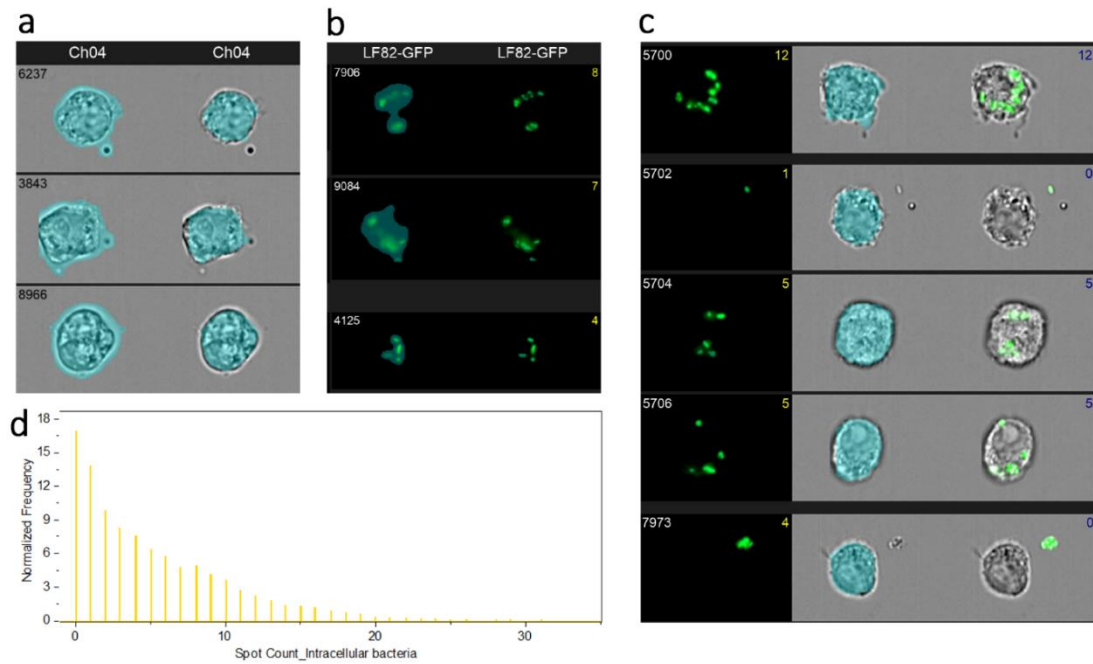 a
Ch04 Ch04
6237
3843
8966
b
LF82-GFP LF82-GFP
7906 8
9084 7
4125 4
c
5700 12 12
5702 1 0
5704 5 5
5706 5 5
7973 4 0
d
Normalized Frequency
18
15
12
9
6
3
0
0 10 20 30
Spot Count_Intracellular bacteria